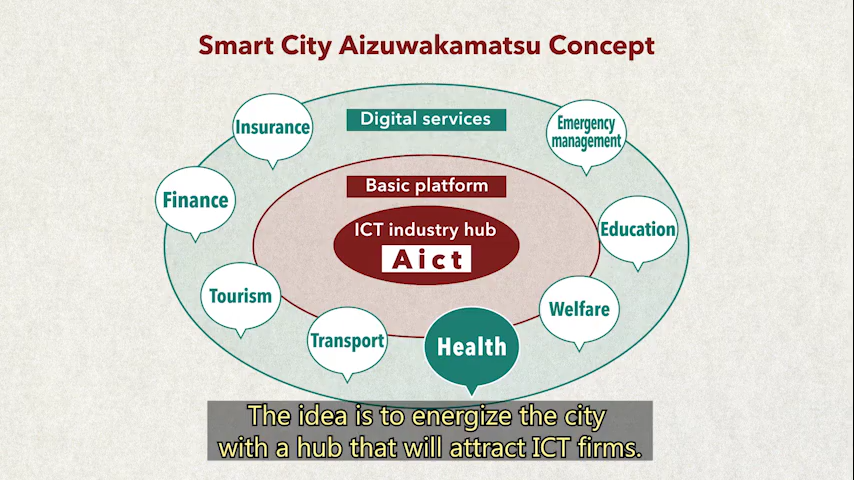 Smart City Aizuwakamatsu Concept
Digital services
Insurance
Emergency
management
Basic platform
Finance
ICT industry hub
Aict
Education
Tourism
Welfare
Transport
Health
The idea is to energize the city
with a hub that will attract ICT firms.